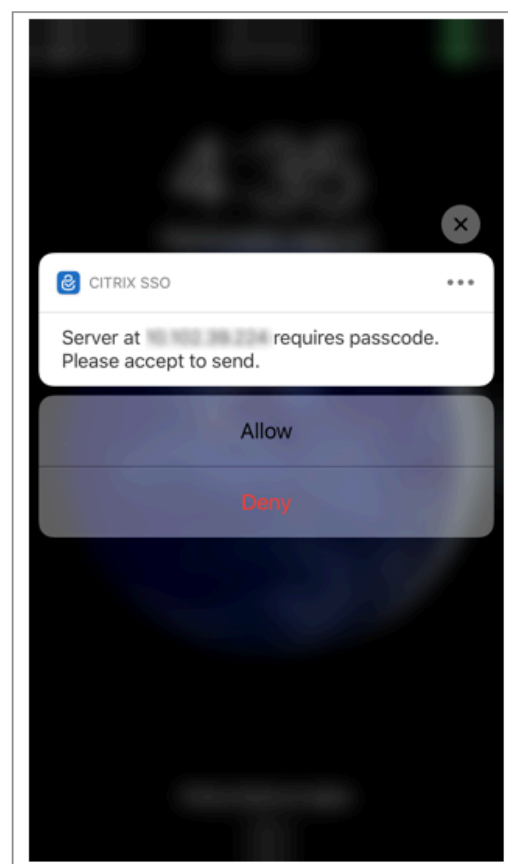 CITRIX SSO
Server at requires passcode.
Please accept to send.
Allow
Deny